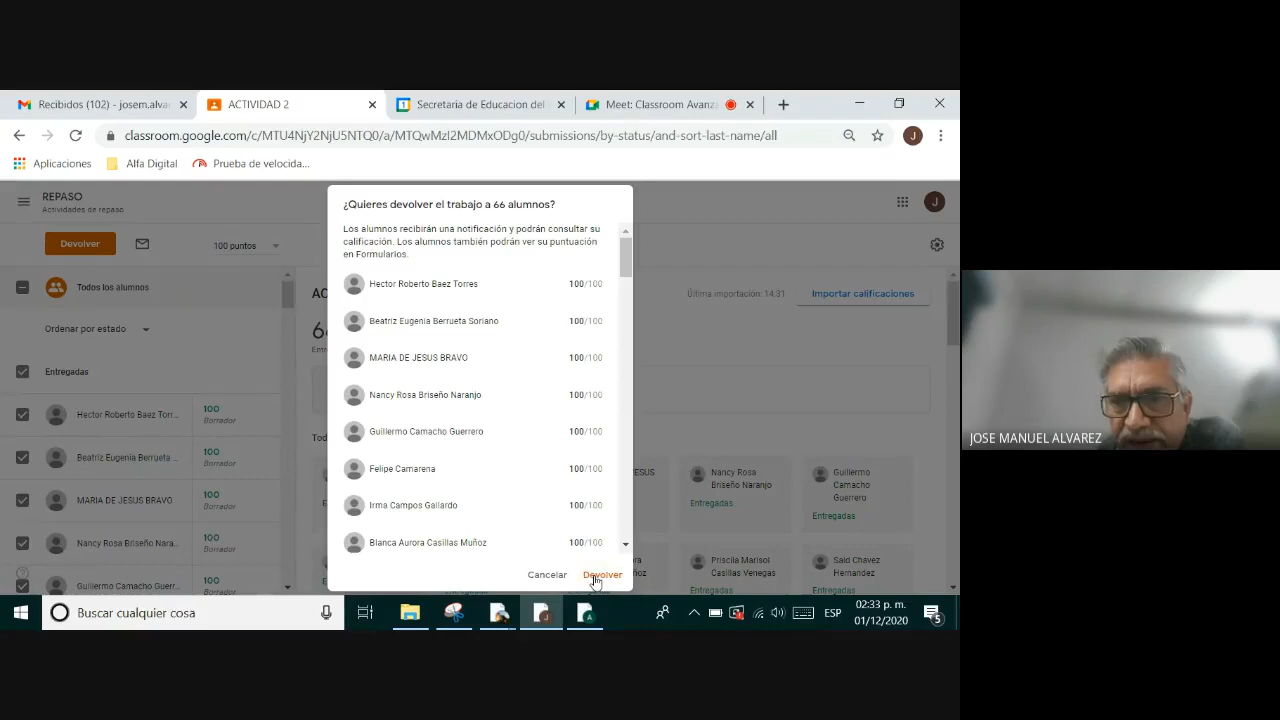 Recibidos (102) - josem.alva
ACTIVIDAD 2
Secretaria de Educacion del
Meet: Classroom Avanz
classroom.google.com/c/MTU4NjY2NjU5NTQ0/a/MTQwMzI2MDMxODg0/submissions/by-status/and-sort-last-name/all
J
Aplicaciones
Alfa Digital
Prueba de velocida...
REPASO
Actividades de repaso
J
Devolver
100 puntos
Todos los alumnos
Ordenar por estado
Entregadas
Hector Roberto Baez Torr...
100
Borrador
Beatriz Eugenia Berrueta ...
100
Borrador
MARIA DE JESUS BRAVO
100
Borrador
Nancy Rosa Briseño Nara...
100
Borrador
Guillermo Camacho Guerr...
100
¿Quieres devolver el trabajo a 66 alumnos?
Los alumnos recibirán una notificación y podrán consultar su
calificación. Los alumnos también podrán ver su puntuación
en Formularios.
Hector Roberto Baez Torres 100/100
Beatriz Eugenia Berrueta Soriano 100/100
MARIA DE JESUS BRAVO 100/100
Nancy Rosa Briseño Naranjo 100/100
Guillermo Camacho Guerrero 100/100
Felipe Camarena 100/100
Irma Campos Gallardo 100/100
Blanca Aurora Casillas Muñoz 100/100
Cancelar
Devolver
Última importación: 14:31
Importar calificaciones
ESUS
Nancy Rosa
Briseño Naranjo
Entregadas
Guillermo
Camacho
Guerrero
Entregadas
Priscila Marisol
Casillas Venegas
Entregadas
Said Chavez
Hernandez
Entregadas
Buscar cualquier cosa
ESP
02:33 p. m.
01/12/2020
5
JOSE MANUEL ALVAREZ